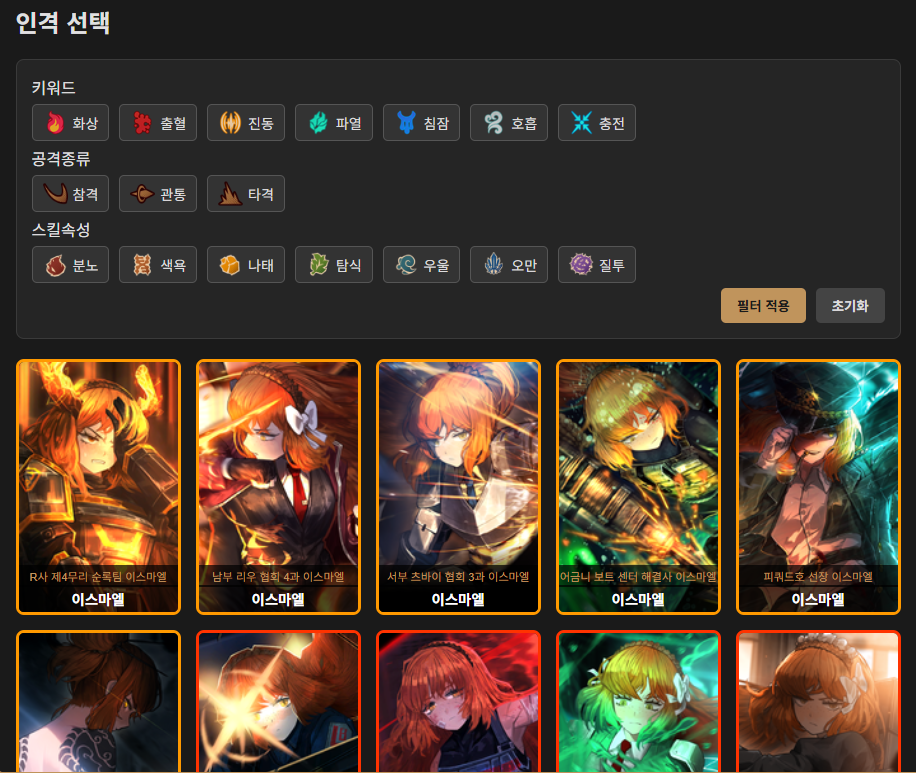 인격 선택
키워드
화상 출혈 진동 파열 침잠 호흡 충전
공격종류
참격 관통 타격
스킬속성
분노 색욕 나태 탐식 우울 오만 질투
필터 적용 초기화
R사 제4무리 순록팀 이스마엘
이스마엘
남부 리우 협회 4과 이스마엘
이스마엘
서부 츠바이 협회 3과 이스마엘
이스마엘
어금니 보트 센터 해결사 이스마엘
이스마엘
피쿼드호 선장 이스마엘
이스마엘